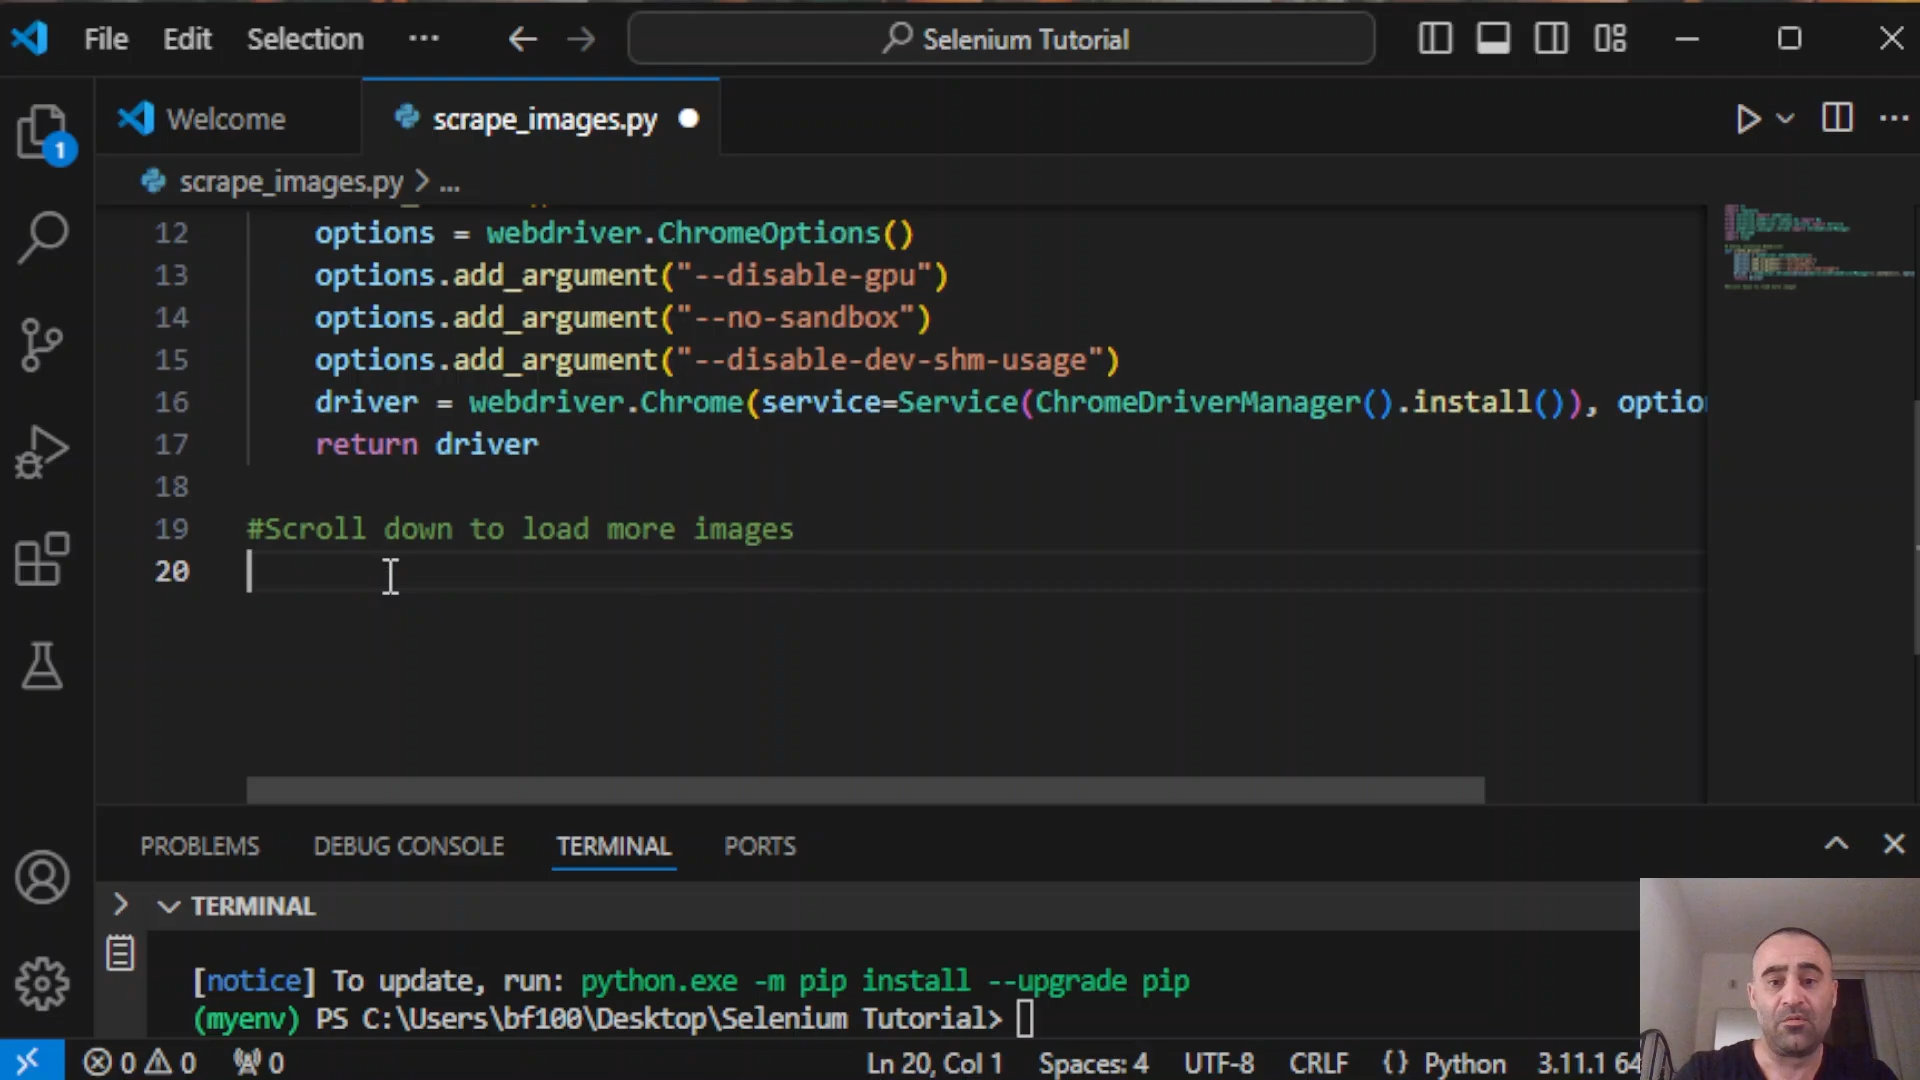 File Edit Selection ··· Selenium Tutorial
Welcome scrape_images.py
scrape_images.py > ...
12 options = webdriver.ChromeOptions()
13 options.add_argument("--disable-gpu")
14 options.add_argument("--no-sandbox")
15 options.add_argument("--disable-dev-shm-usage")
16 driver = webdriver.Chrome(service=Service(ChromeDriverManager().install()), optio
17 return driver
18
19 #Scroll down to load more images
20
PROBLEMS DEBUG CONSOLE TERMINAL PORTS
TERMINAL
[notice] To update, run: python.exe -m pip install --upgrade pip
(myenv) PS C:\Users\bf100\Desktop\Selenium Tutorial>
0 0 0 Ln 20, Col 1 Spaces: 4 UTF-8 CRLF {} Python 3.11.1 64
1